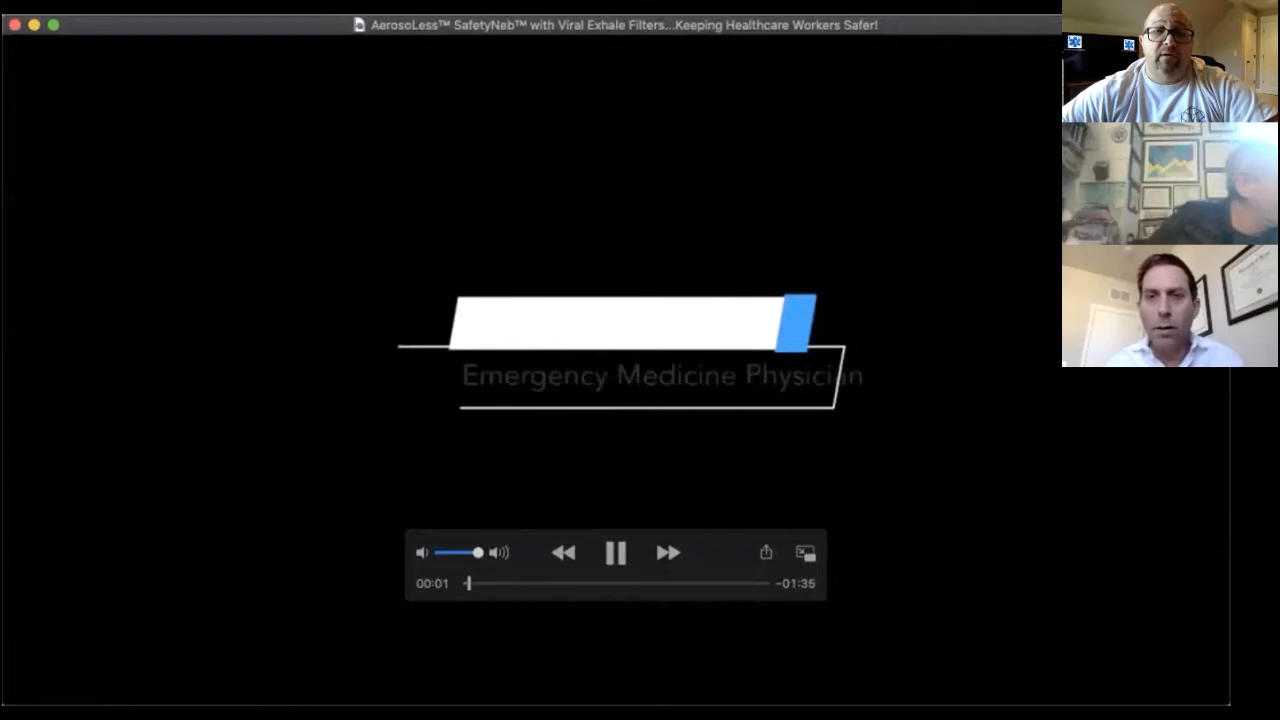 AerosoLess™ SafetyNeb™ with Viral Exhale Filters...Keeping Healthcare Workers Safer!
Emergency Medicine Physician
00:01
-01:35